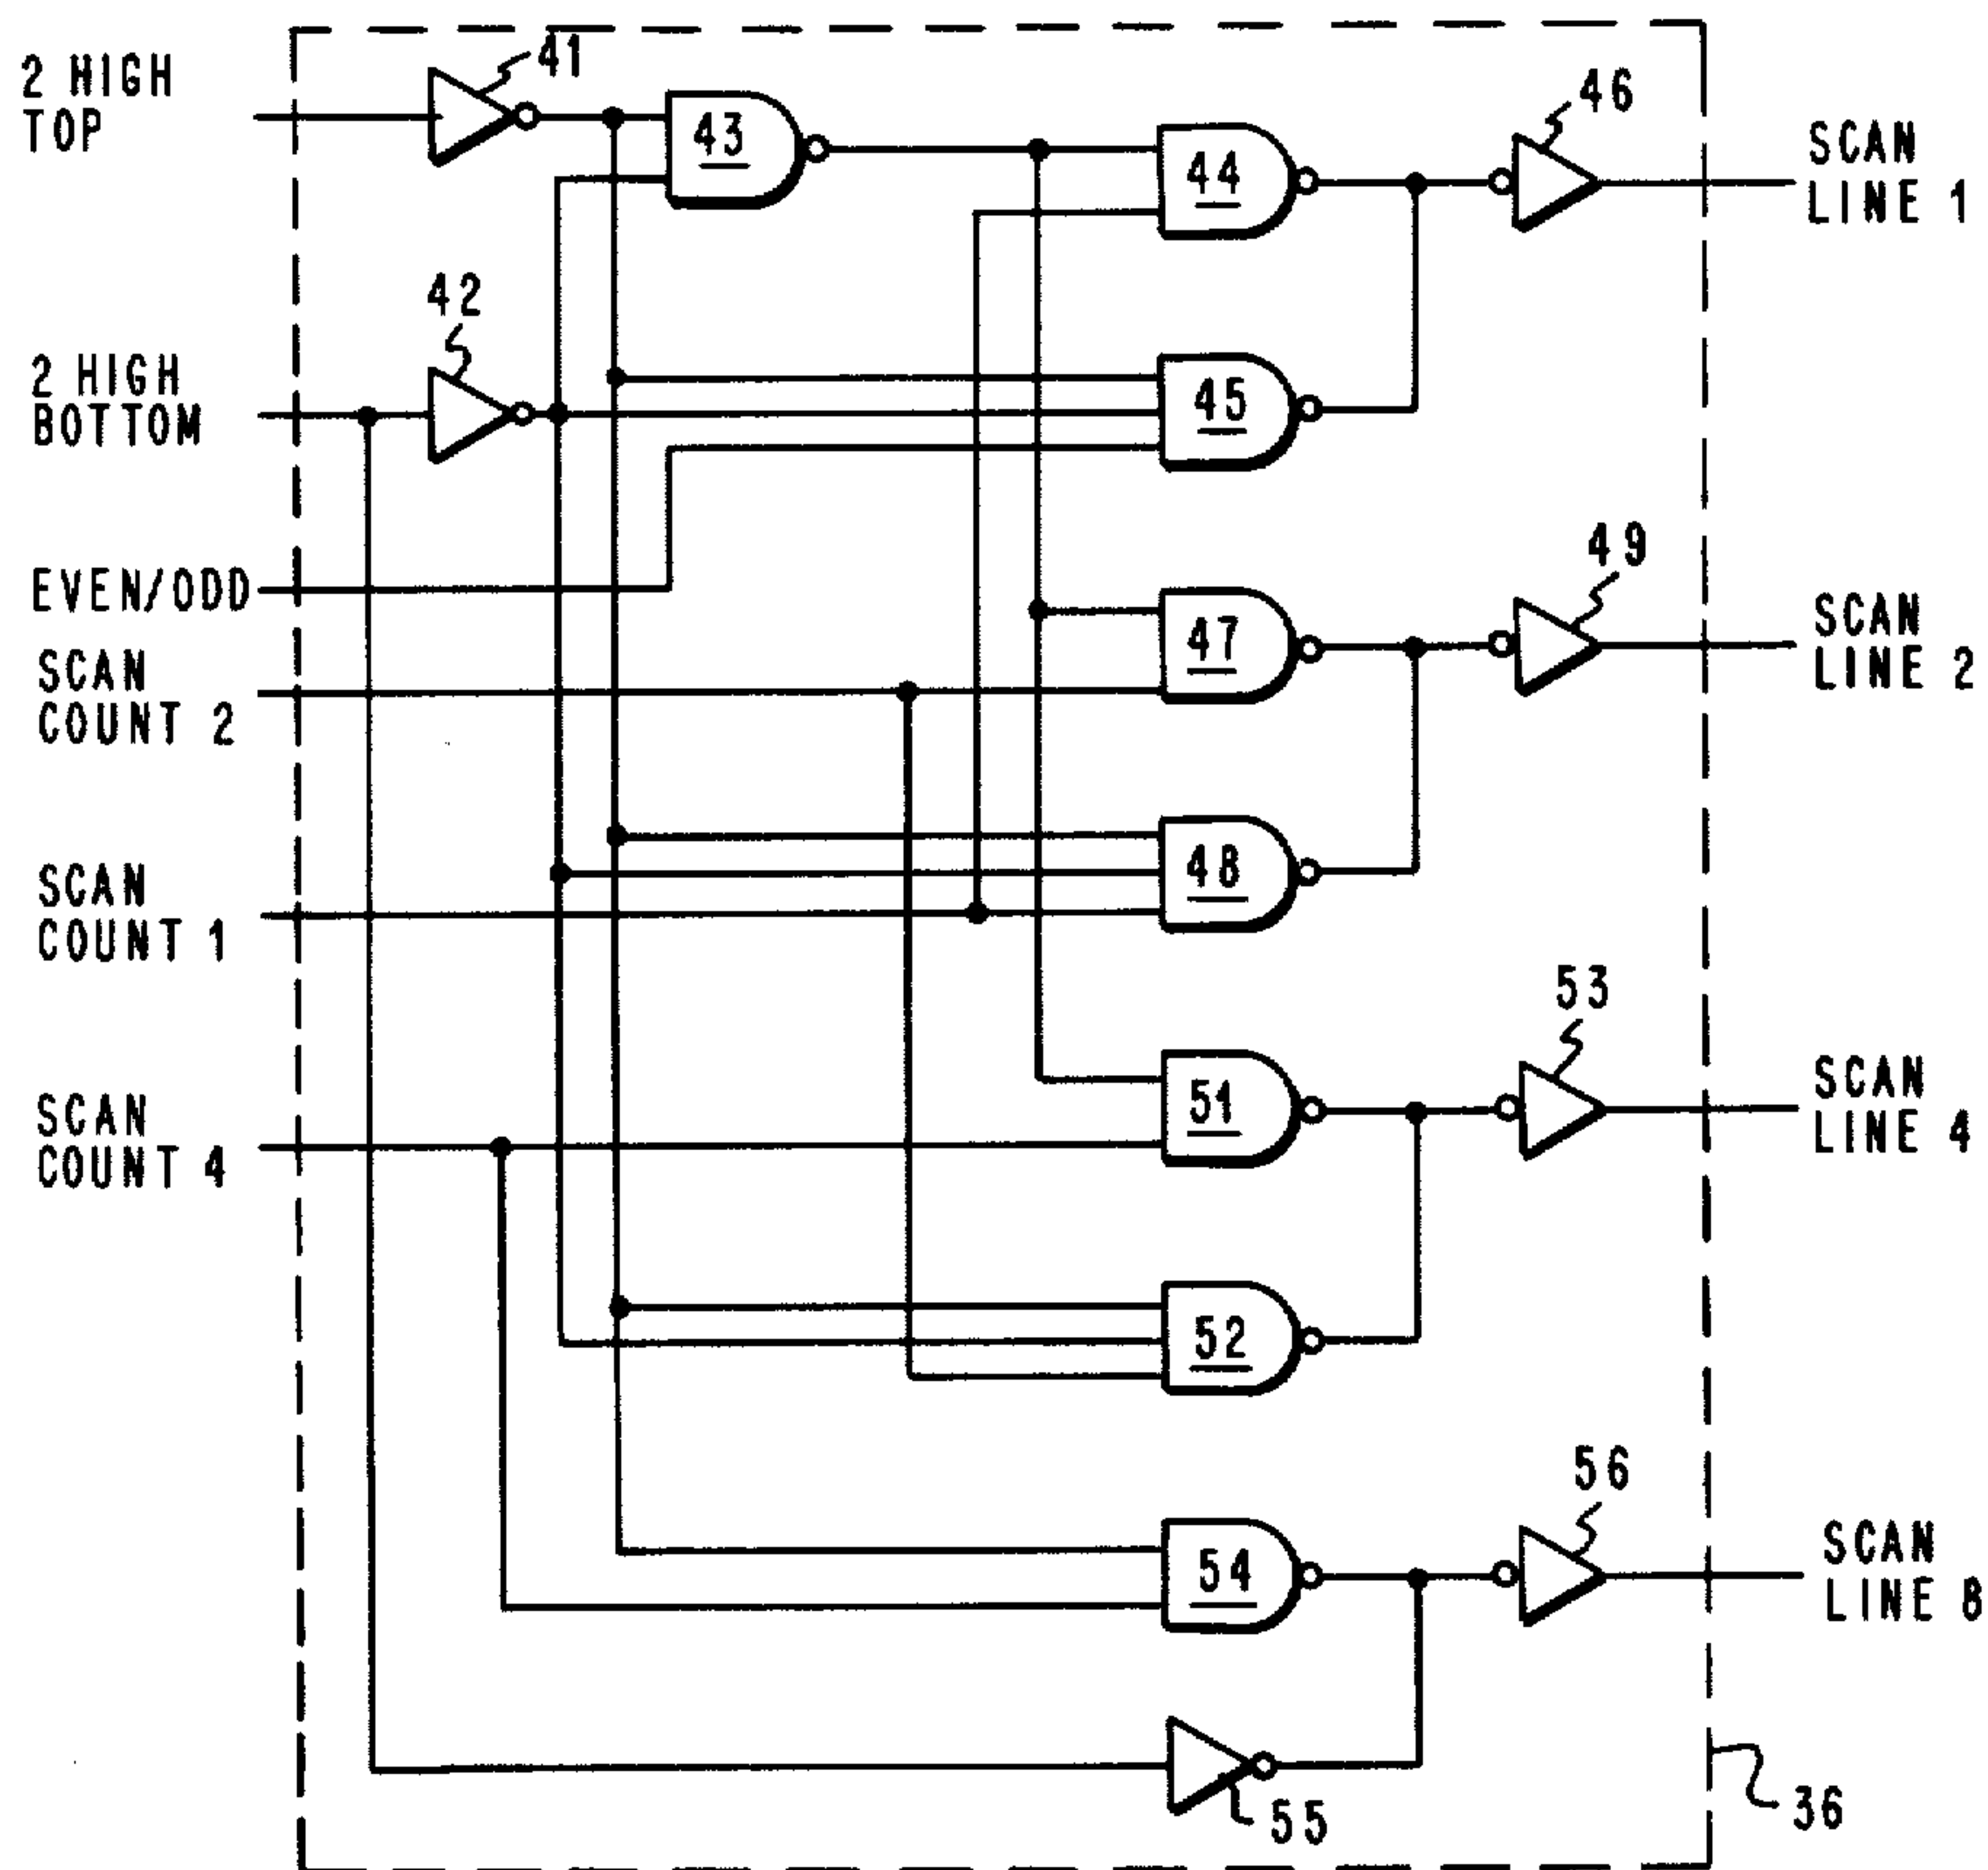 2 HIGH
TOP
41
43
44
46
SCAN
LINE 1
2 HIGH
BOTTOM
42
45
EVEN/ODD
47
49
SCAN
LINE 2
SCAN
COUNT 2
SCAN
COUNT 1
48
SCAN
COUNT 4
51
53
SCAN
LINE 4
52
54
56
SCAN
LINE 8
55
36